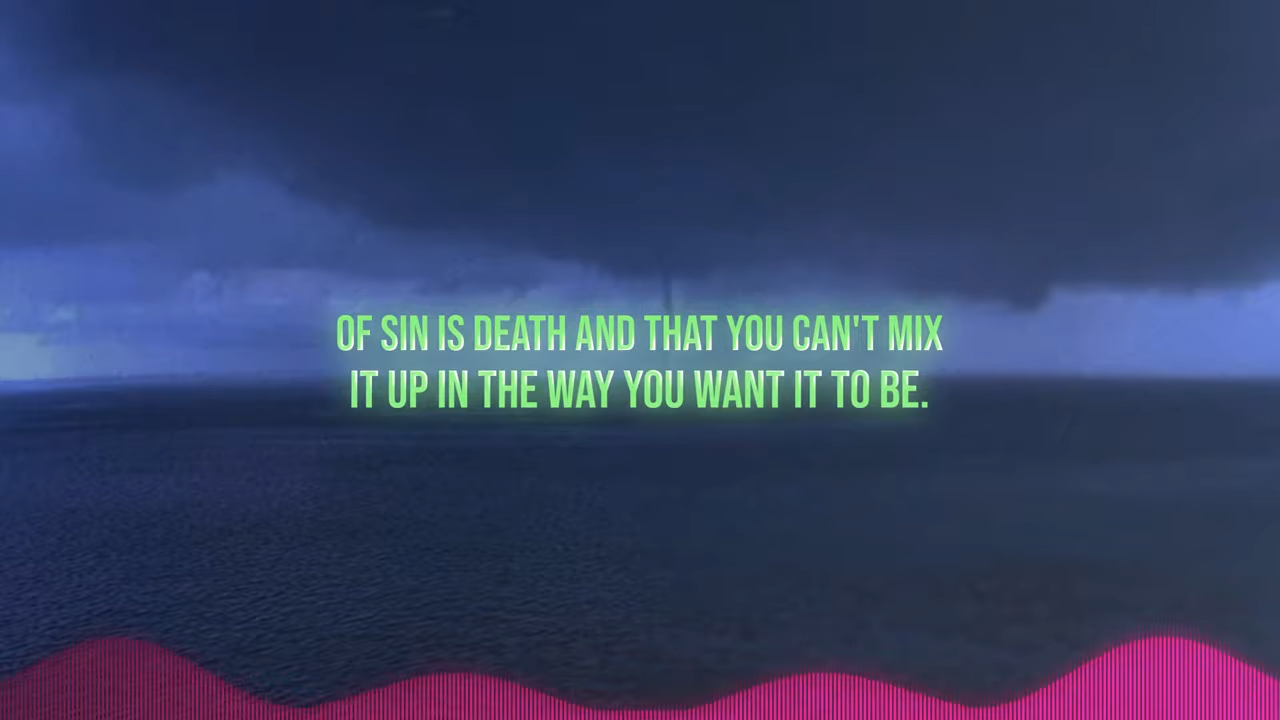 OF SIN IS DEATH AND THAT YOU CAN'T MIX
IT UP IN THE WAY YOU WANT IT TO BE.